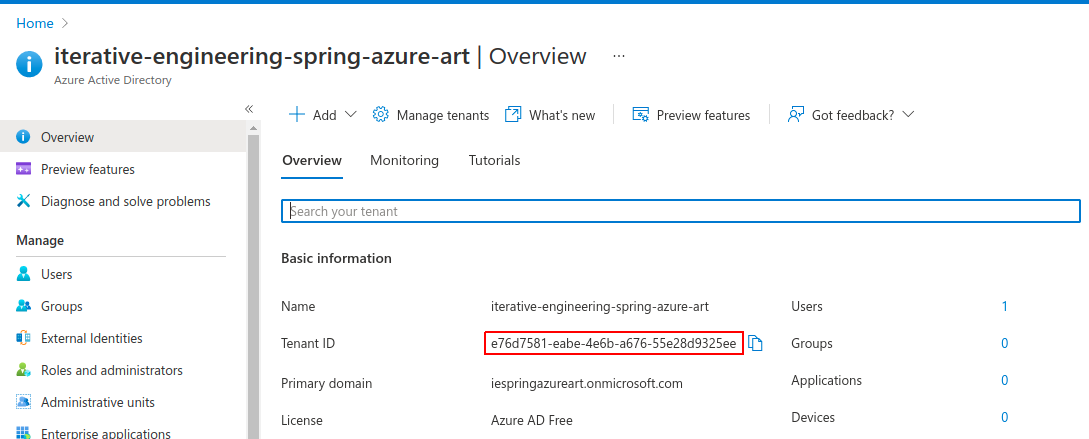 Home >
iterative-engineering-spring-azure-art | Overview ...
Azure Active Directory
«
Overview
Preview features
Diagnose and solve problems
Manage
Users
Groups
External Identities
Roles and administrators
Administrative units
Enterprise applications
Add Manage tenants What's new Preview features Got feedback?
Overview Monitoring Tutorials
Search your tenant
Basic information
Name iterative-engineering-spring-azure-art Users 1
Tenant ID e76d7581-eabe-4e6b-a676-55e28d9325ee Groups 0
Primary domain iespringazureart.onmicrosoft.com Applications 0
License Azure AD Free Devices 0